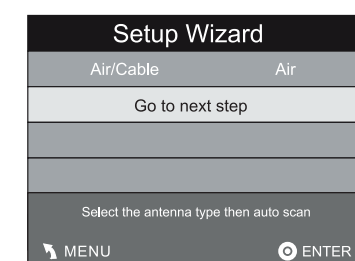 Setup Wizard
Air/Cable Air
Go to next step
Select the antenna type then auto scan
MENU ENTER